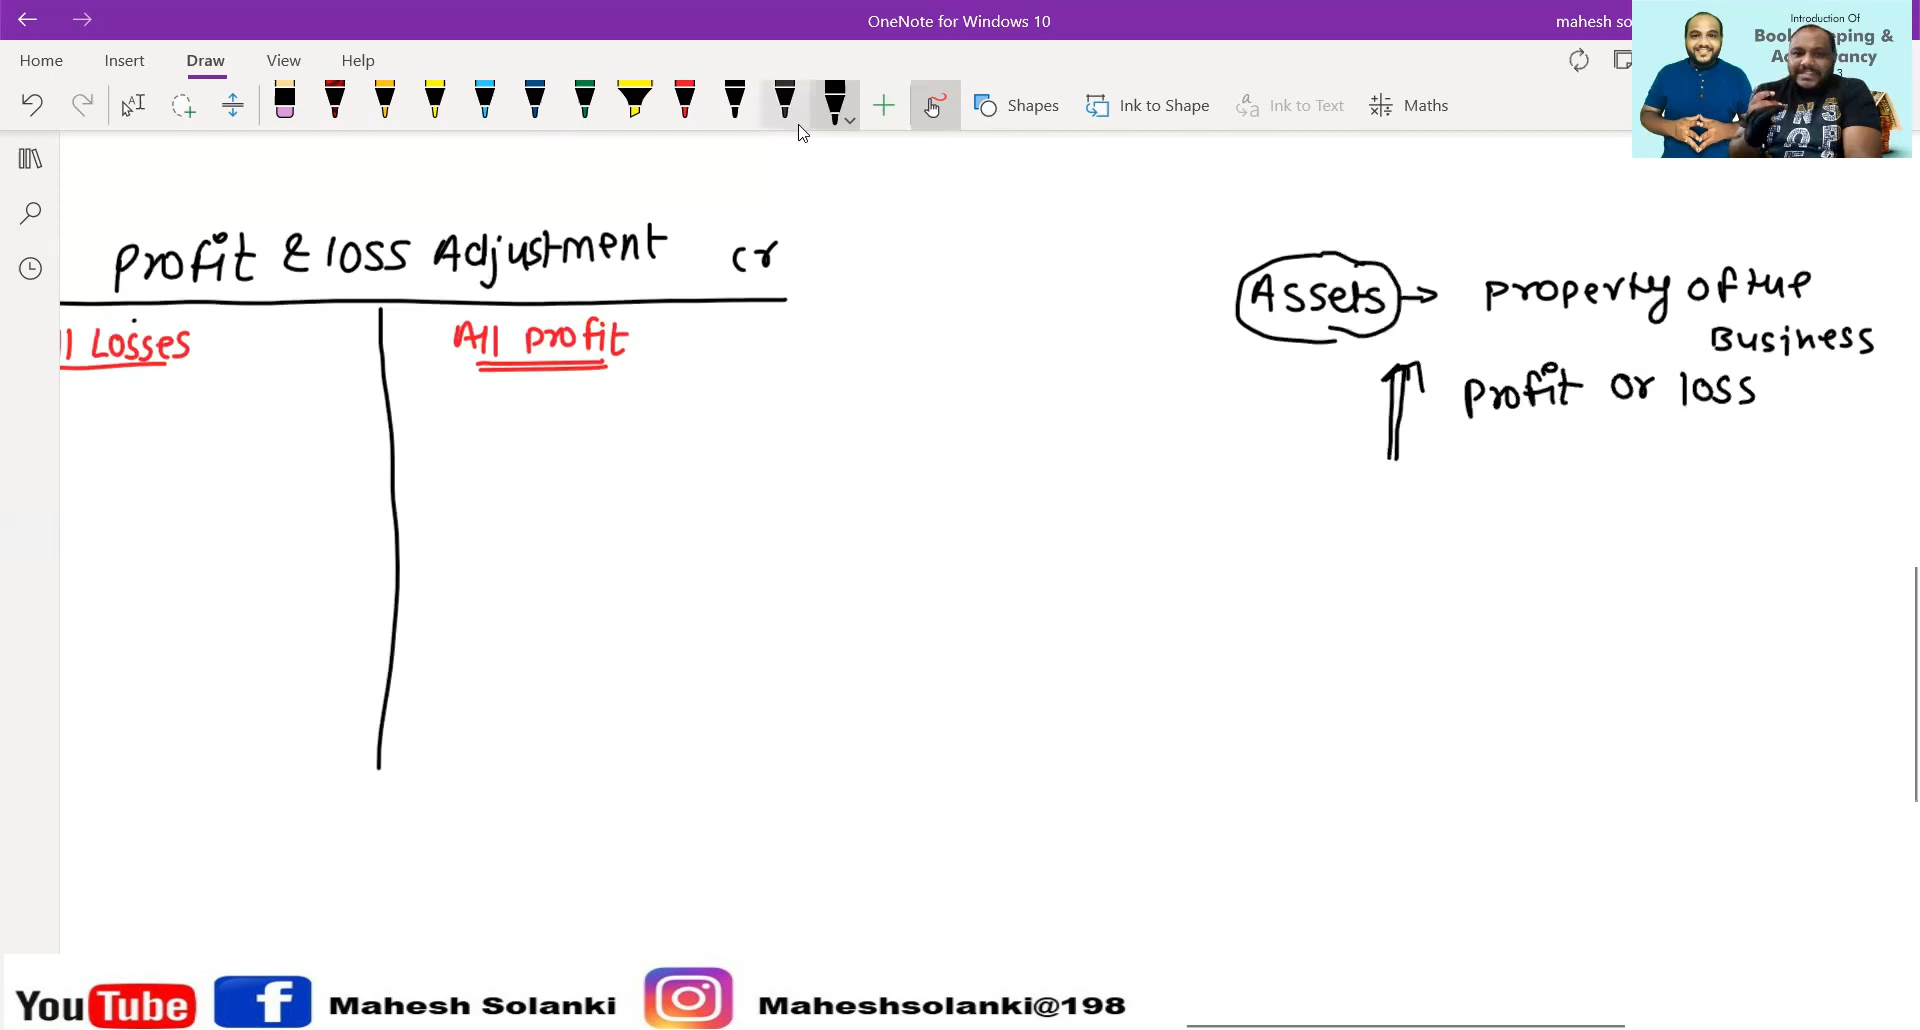 OneNote for Windows 10
mahesh so
Home Insert Draw View Help
Shapes Ink to Shape Ink to Text Maths
Introduction Of
Profit & loss Adjustment cr
ll Losses
All profit
Assets → property of the
Business
profit or loss
YouTube f Mahesh Solanki Maheshsolanki@198